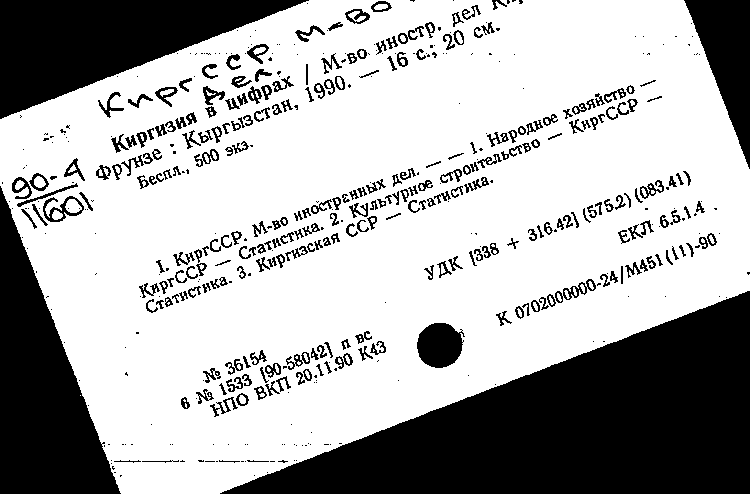 КиргССР. М-во
дел.
Киргизия в цифрах / М-во иностр. дел
Фрунзе : Кыргызстан, 1990. — 16 с.; 20 см.
Беспл., 500 экз.
90-4
11601
I. КиргССР. М-во иностранных дел. — — 1. Народное хозяйство —
КиргССР — Статистика. 2. Культурное строительство — КиргССР —
Статистика. 3. Киргизская ССР — Статистика.
УДК [338 + 316.42] (575.2) (083.41)
ЕКЛ 6.5.1.4
К 0702000000-24/М451(11)-90
№ 36154
6 № 1533 [90-58042] п вс
НПО ВКП 20.11.90 К43